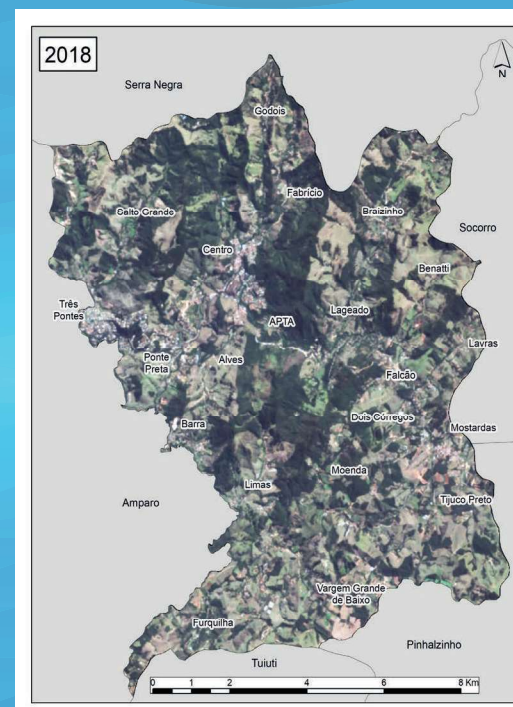 2018
N
Serra Negra
Godois
Fabrício
Salto Grande
Braizinho
Socorro
Centro
Benatti
Três
Pontes
APTA
Lageado
Lavras
Ponte
Preta
Alves
Falcão
Dois Córregos
Barra
Mostardas
Moenda
Limas
Amparo
Tijuco Preto
Vargem Grande
de Baixo
Furquilha
Pinhalzinho
Tuiuti
0 1 2 4 6 8 Km